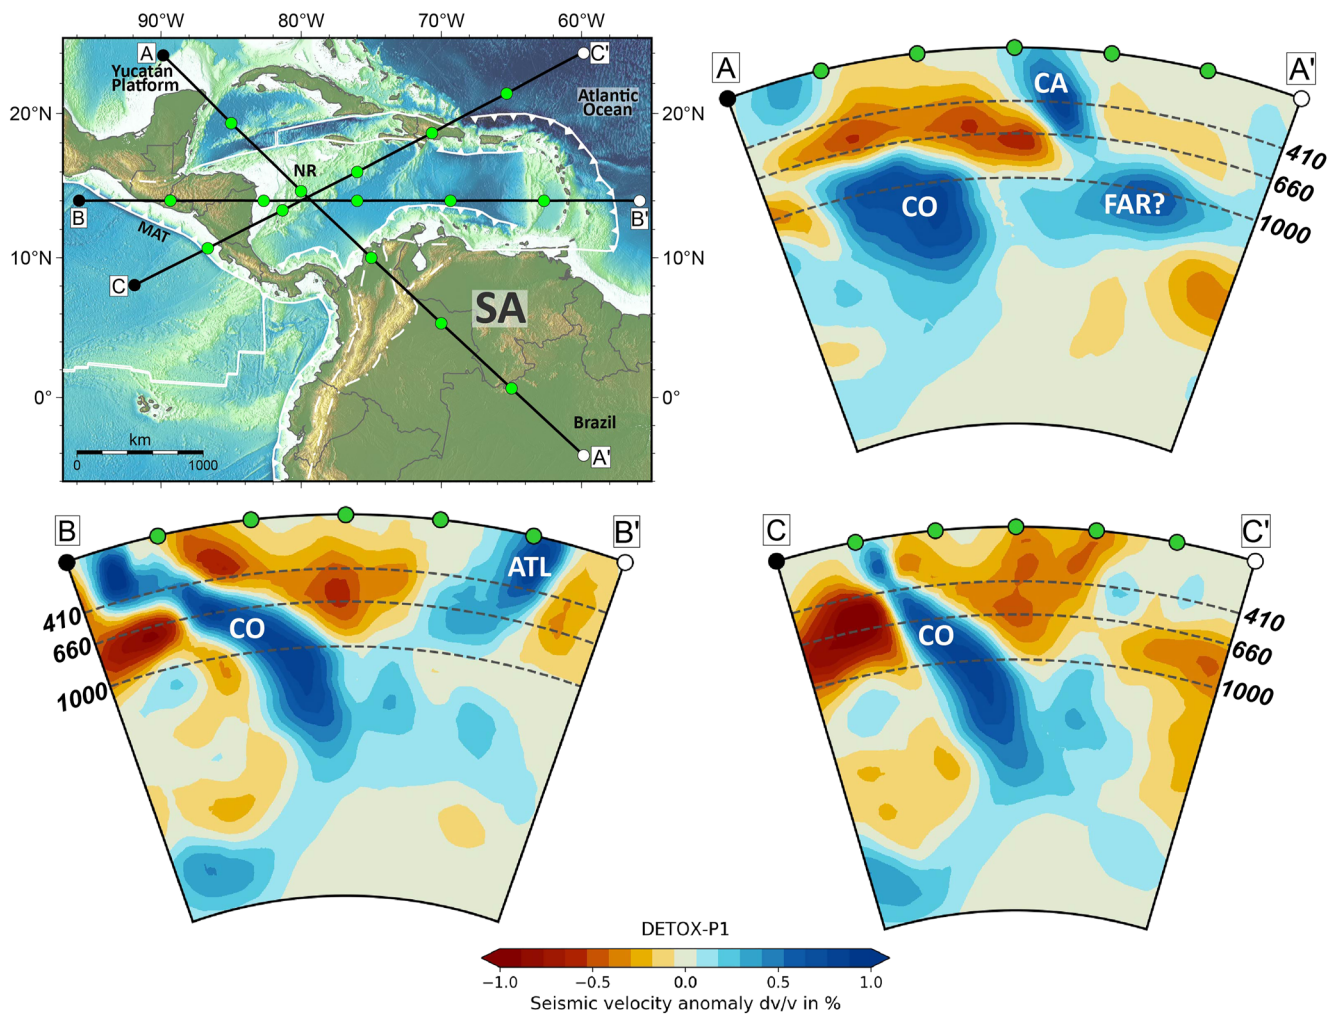 90°W 80°W 70°W 60°W
A
C'
Yucatán
Platform
Atlantic
Ocean
20°N
20°N
NR
B
B'
MAT
10°N
10°N
C
SA
0°
0°
Brazil
km
0 1000
A'
A
A'
CA
410
660
1000
CO
FAR?
B
B'
ATL
CO
410
660
1000
C
C'
CO
410
660
1000
DETOX-P1
−1.0 −0.5 0.0 0.5 1.0
Seismic velocity anomaly dv/v in %